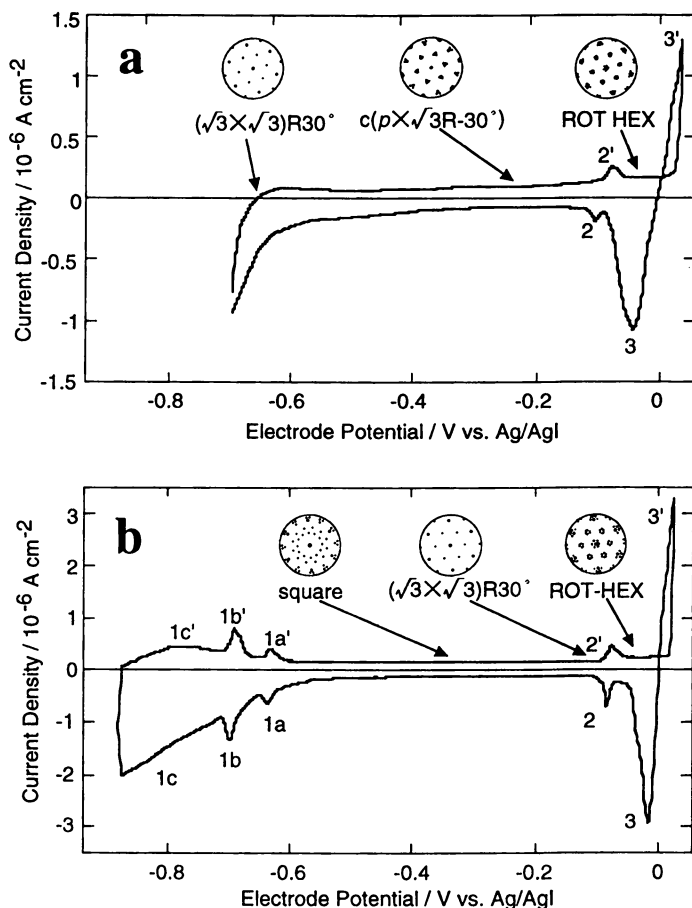 a
1.5
1
0.5
0
-0.5
-1
-1.5
Current Density / 10⁻⁶ A cm⁻²
(√3×√3)R30°
c(p×√3R-30°)
ROT HEX
3'
2'
2
3
-0.8
-0.6
-0.4
-0.2
0
Electrode Potential / V vs. Ag/AgI
b
3
2
1
0
-1
-2
-3
Current Density / 10⁻⁶ A cm⁻²
square
(√3×√3)R30°
ROT-HEX
3'
1c'
1b'
1a'
2'
1c
1b
1a
2
3
-0.8
-0.6
-0.4
-0.2
0
Electrode Potential / V vs. Ag/AgI